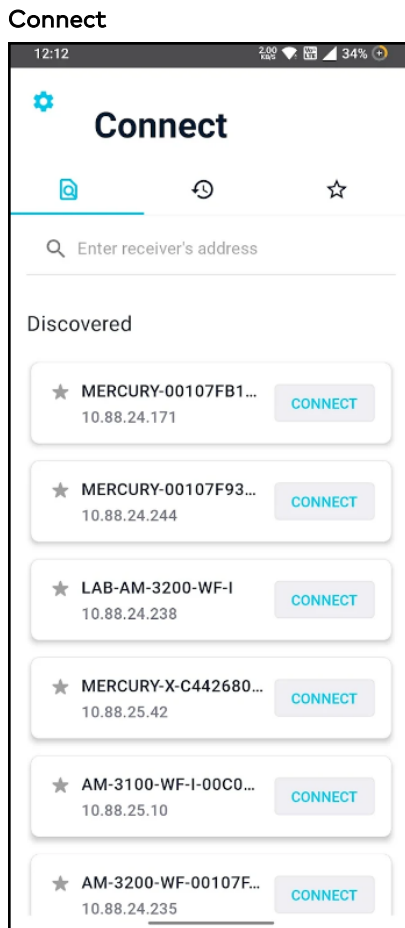 Connect
12:12
2.00 KB/S
34%
Connect
Enter receiver's address
Discovered
MERCURY-00107FB1...
CONNECT
10.88.24.171
MERCURY-00107F93...
CONNECT
10.88.24.244
LAB-AM-3200-WF-I
CONNECT
10.88.24.238
MERCURY-X-C442680...
CONNECT
10.88.25.42
AM-3100-WF-I-00C0...
CONNECT
10.88.25.10
AM-3200-WF-00107F...
CONNECT
10.88.24.235